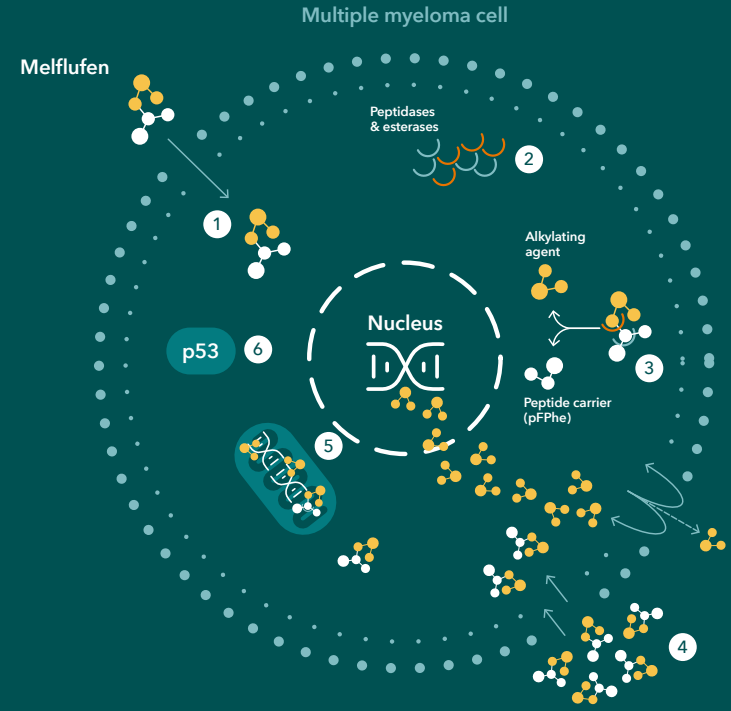 Multiple myeloma cell
Melflufen
Peptidases
& esterases
2
1
Alkylating
agent
Nucleus
p53
6
3
Peptide carrier
(pFPhe)
5
4